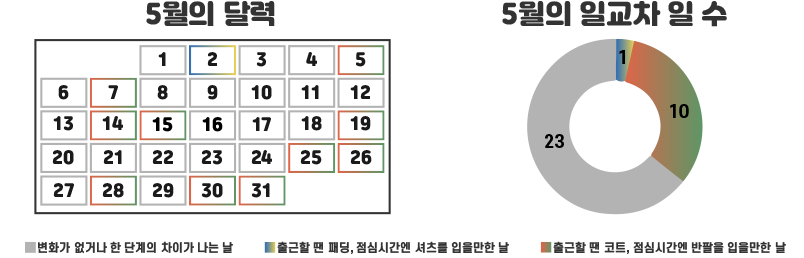 5월의 달력
5월의 일교차 일 수
1 2 3 4 5
6 7 8 9 10 11 12
13 14 15 16 17 18 19
20 21 22 23 24 25 26
27 28 29 30 31
1
10
23
변화가 없거나 한 단계의 차이가 나는 날
출근할 땐 패딩, 점심시간엔 셔츠를 입을만한 날
출근할 땐 코트, 점심시간엔 반팔을 입을만한 날